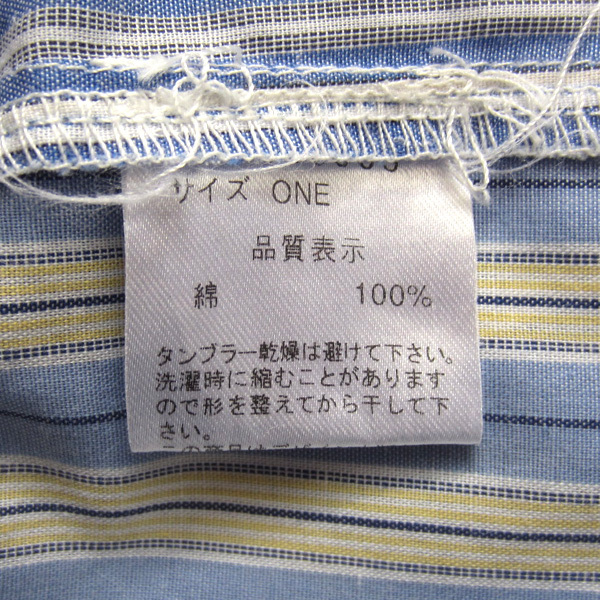 サイズ ONE
品質表示
綿 100%
タンブラー乾燥は避けて下さい。
洗濯時に縮むことがあります
ので形を整えてから干して下
さい。